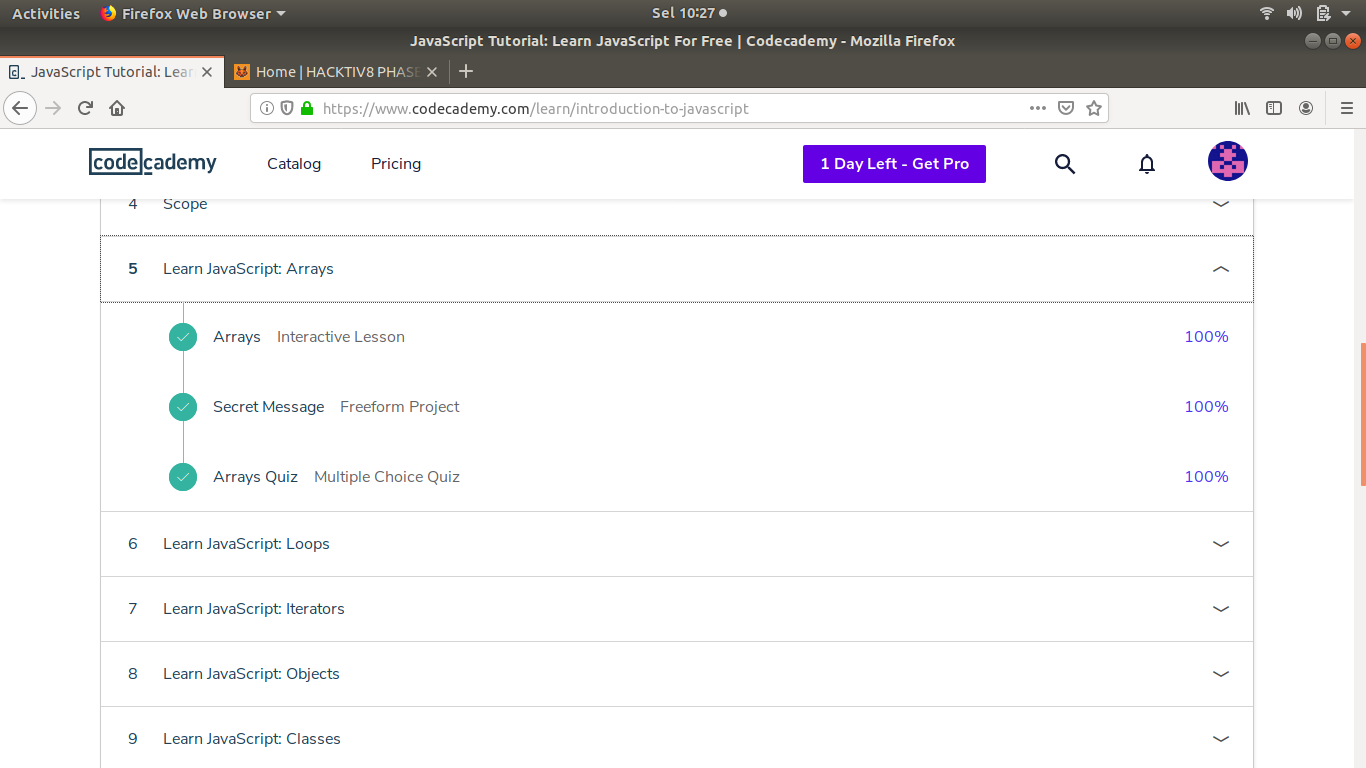 Activities Firefox Web Browser Sel 10:27
JavaScript Tutorial: Learn JavaScript For Free | Codecademy - Mozilla Firefox
JavaScript Tutorial: Lear Home | HACKTIV8 PHASE
https://www.codecademy.com/learn/introduction-to-javascript
codecademy Catalog Pricing 1 Day Left - Get Pro
4 Scope
5 Learn JavaScript: Arrays
Arrays Interactive Lesson 100%
Secret Message Freeform Project 100%
Arrays Quiz Multiple Choice Quiz 100%
6 Learn JavaScript: Loops
7 Learn JavaScript: Iterators
8 Learn JavaScript: Objects
9 Learn JavaScript: Classes